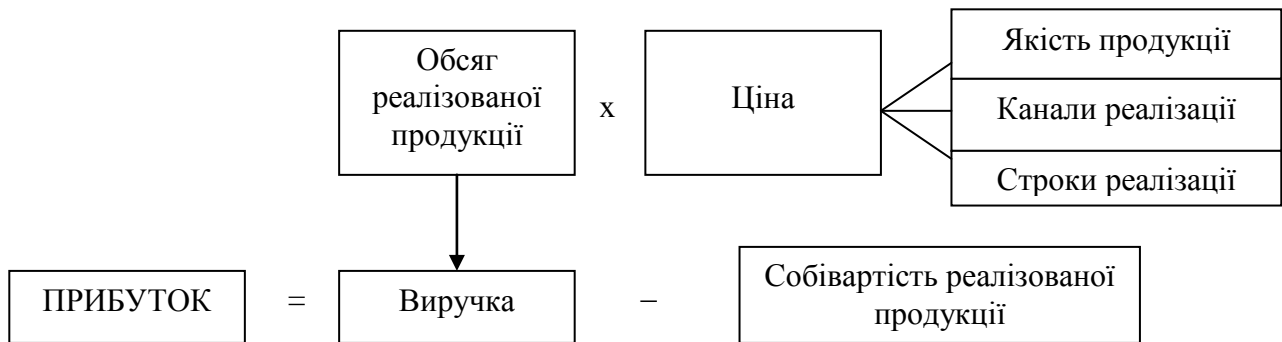 Обсяг
реалізованої
продукції
х
Ціна
Якість продукції
Канали реалізації
Строки реалізації
ПРИБУТОК
=
Виручка
–
Собівартість реалізованої
продукції